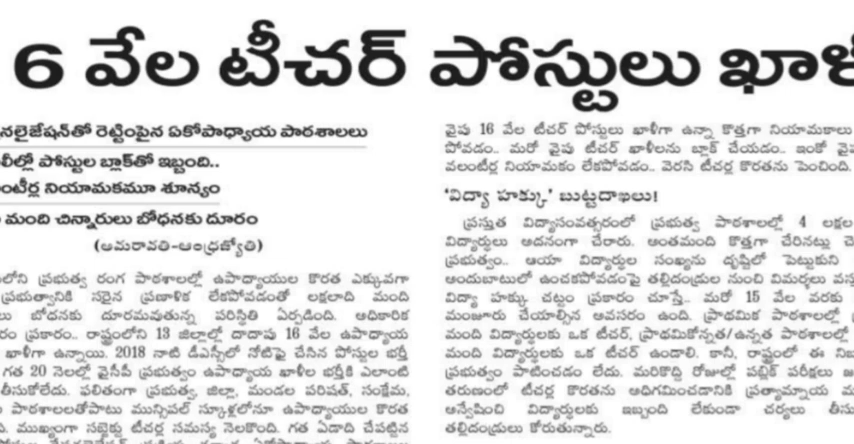 6 వేల టీచర్ పోస్టులు
నలైజేషన్‌తో రెట్టింపైన ఏకోపాధ్యాయ పాఠశాలలు
పోస్టుల బ్లాక్‌తో ఇబ్బంది..
నియామకమూ శూన్యం
మంది చిన్నారులు బోధనకు దూరం
(అమరావతి-ఆంధ్రజ్యోతి)
లోని ప్రభుత్వ రంగ పాఠశాలల్లో ఉపాధ్యాయుల కొరత ఎక్కువగా
ప్రభుత్వానికి సరైన ప్రణాళిక లేకపోవడంతో లక్షలాది మంది
లు బోధనకు దూరమవుతున్న పరిస్థితి ఏర్పడింది. అధికారిక
రం ప్రకారం.. రాష్ట్రంలోని 13 జిల్లాల్లో దాదాపు 16 వేల ఉపాధ్యాయ
ఖాళీగా ఉన్నాయి. 2018 నాటి డీఎస్సీలో నోటిఫై చేసిన పోస్టుల భర్తీ
గత 20 నెలల్లో వైసీపీ ప్రభుత్వం ఉపాధ్యాయ ఖాళీల భర్తీకి ఎలాంటి
తీసుకోలేదు. ఫలితంగా ప్రభుత్వ, జిల్లా, మండల పరిషత్, సంక్షేమ,
పాఠశాలలతోపాటు మున్సిపల్ స్కూళ్లలోనూ ఉపాధ్యాయుల కొరత
ది. ముఖ్యంగా సబ్జెక్టు టీచర్ల సమస్య నెలకొంది. గత ఏడాది చేపట్టిన
వైపు 16 వేల టీచర్ పోస్టులు ఖాళీగా ఉన్నా కొత్తగా నియామకాలు
పోవడం.. మరో వైపు టీచర్ ఖాళీలను బ్లాక్ చేయడం.. ఇంకో వైపు
వలంటీర్ల నియామకం లేకపోవడం.. వెరసి టీచర్ల కొరతను పెంచింది.
‘విద్యా హక్కు’ బుట్టదాఖలు!
ప్రస్తుత విద్యాసంవత్సరంలో ప్రభుత్వ పాఠశాలల్లో 4 లక్షల
విద్యార్థులు అదనంగా చేరారు. అంతమంది కొత్తగా చేరినట్లు
ప్రభుత్వం.. ఆయా విద్యార్థుల సంఖ్యను దృష్టిలో పెట్టుకుని
అందుబాటులో ఉంచకపోవడంపై తల్లిదండ్రుల నుంచి విమర్శలు
విద్యా హక్కు చట్టం ప్రకారం చూస్తే.. మరో 15 వేల వరకు
మంజూరు చేయాల్సిన అవసరం ఉంది. ప్రాథమిక పాఠశాలల్లో
మంది విద్యార్థులకు ఒక టీచర్, ప్రాథమికోన్నత/ఉన్నత పాఠశాలల్లో
మంది విద్యార్థులకు ఒక టీచర్ ఉండాలి. కానీ, రాష్ట్రంలో ఈ
ప్రభుత్వం పాటించడం లేదు. మరికొద్ది రోజుల్లో పబ్లిక్ పరీక్షలు
తరుణంలో టీచర్ల కొరతను అధిగమించడానికి ప్రత్యామ్నాయ
అన్వేషించి విద్యార్థులకు ఇబ్బంది లేకుండా చర్యలు
తల్లిదండ్రులు కోరుతున్నారు.